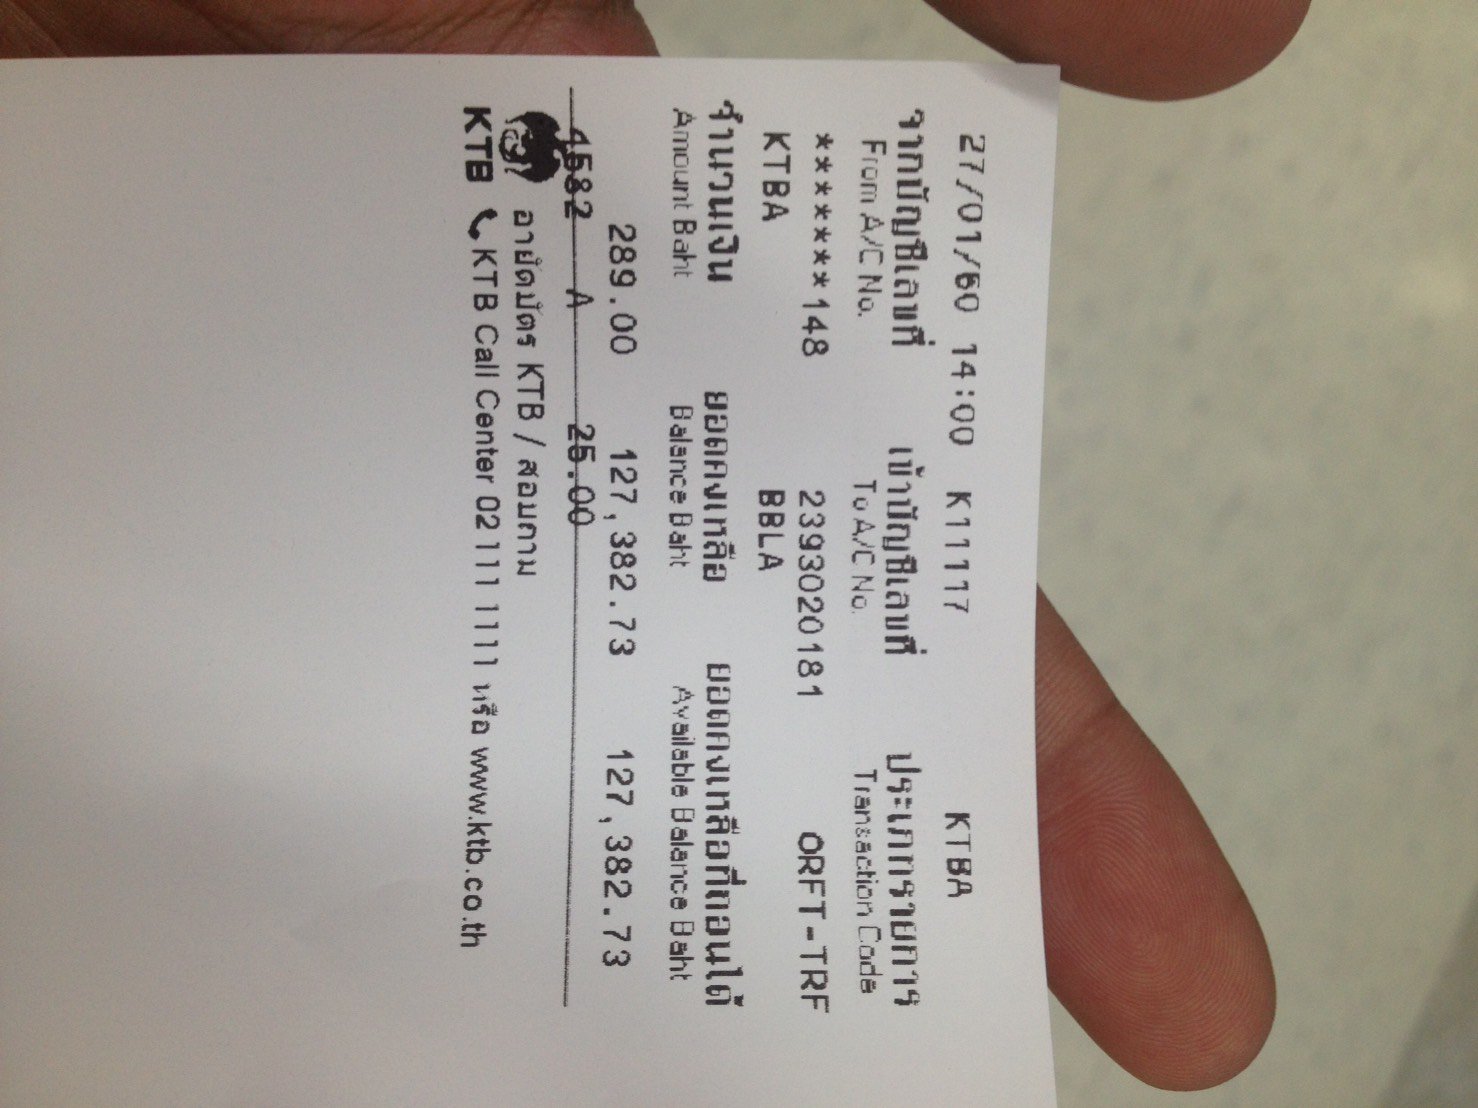 27/01/60 14:00 K11117 KTBA
จากบัญชีเลขที่ เข้าบัญชีเลขที่ ประเภทรายการ
From A/C No. To A/C No. Transaction Code
*******148 2393020181 ORFT-TRF
KTBA BBLA
จำนวนเงิน ยอดคงเหลือ ยอดคงเหลือที่ถอนได้
Amount Baht Balance Baht Available Balance Baht
289.00 127,382.73 127,382.73
4582 A 25.00
อายัดบัตร KTB / สอบถาม
KTB KTB Call Center 02 111 1111 หรือ www.ktb.co.th